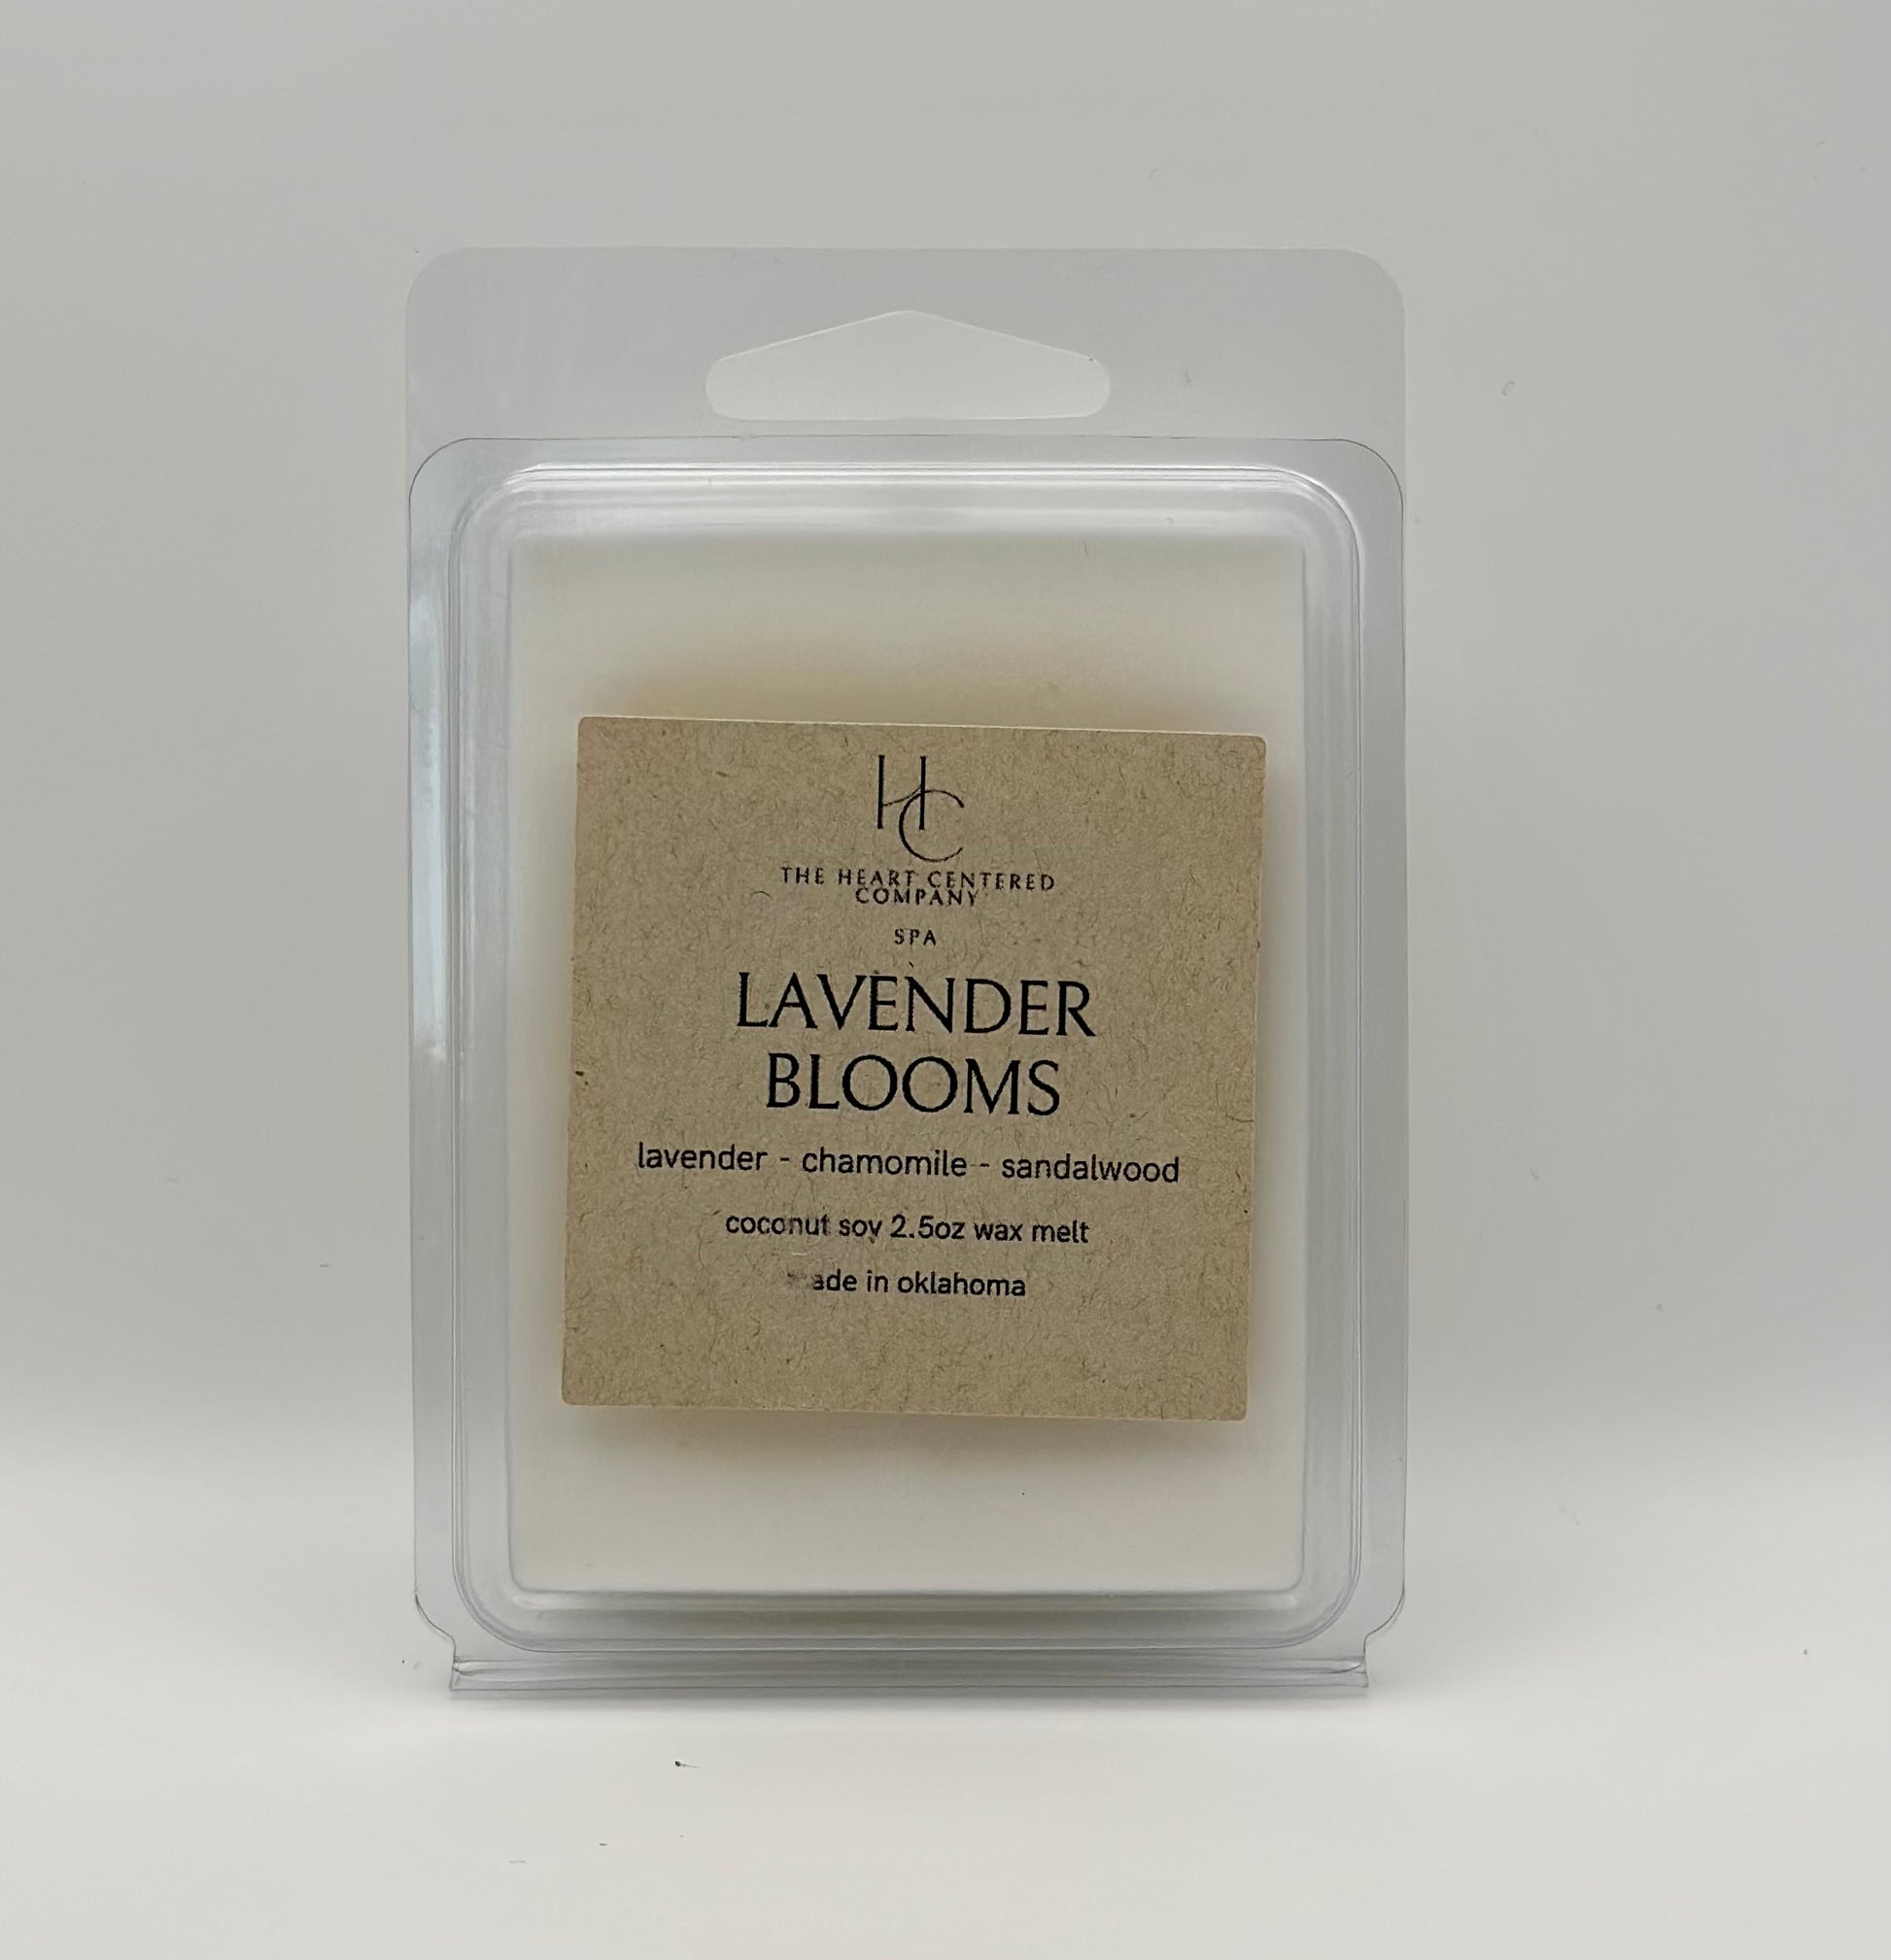 HC
THE HEART CENTERED
COMPANY
SPA
LAVENDER
BLOOMS
lavender - chamomile - sandalwood
coconut soy 2.5oz wax melt
made in oklahoma